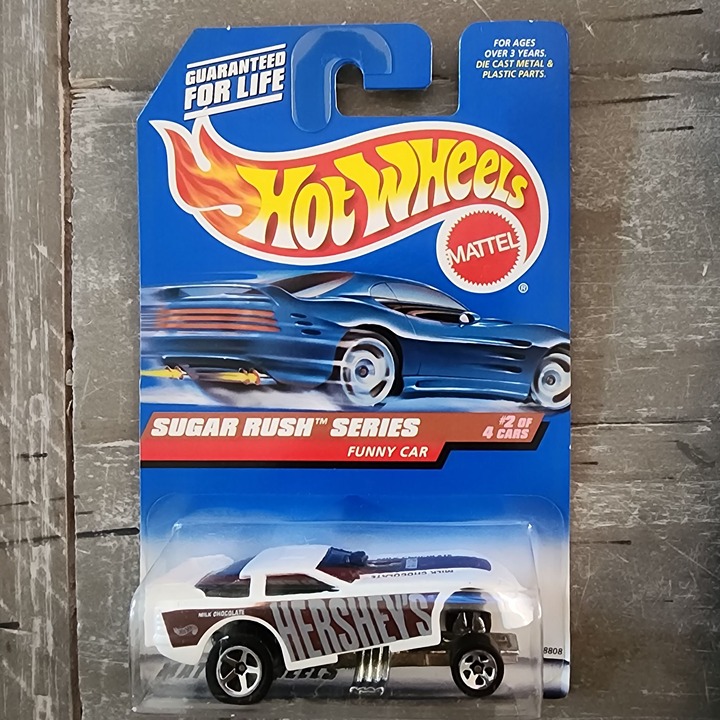 GUARANTEED
FOR LIFE
FOR AGES
OVER 3 YEARS.
DIE CAST METAL &
PLASTIC PARTS.
HOT WHEELS
MATTEL
®
SUGAR RUSH™ SERIES
#2 OF
4 CARS
FUNNY CAR
MILK CHOCOLATE
MILK CHOCOLATE
HERSHEY'S
8808